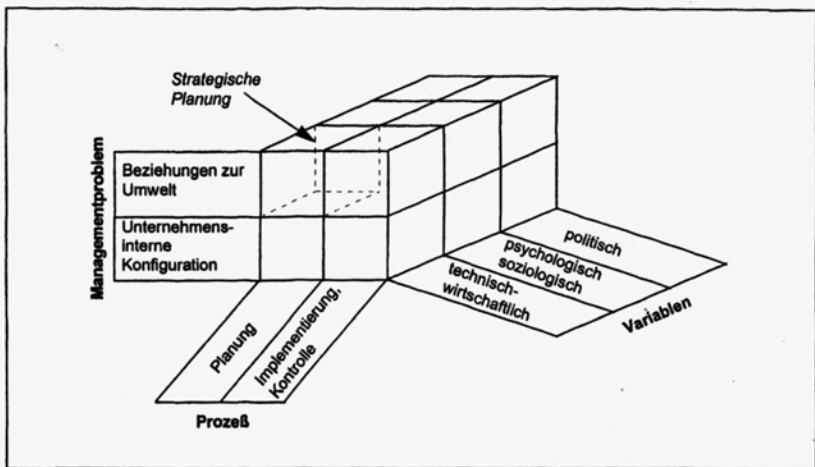 Strategische
Planung
Managementproblem
Beziehungen zur
Umwelt
Unternehmens-
interne
Konfiguration
Planung
Implementierung,
Kontrolle
Prozeß
politisch
psychologisch
soziologisch
technisch-
wirtschaftlich
Variablen